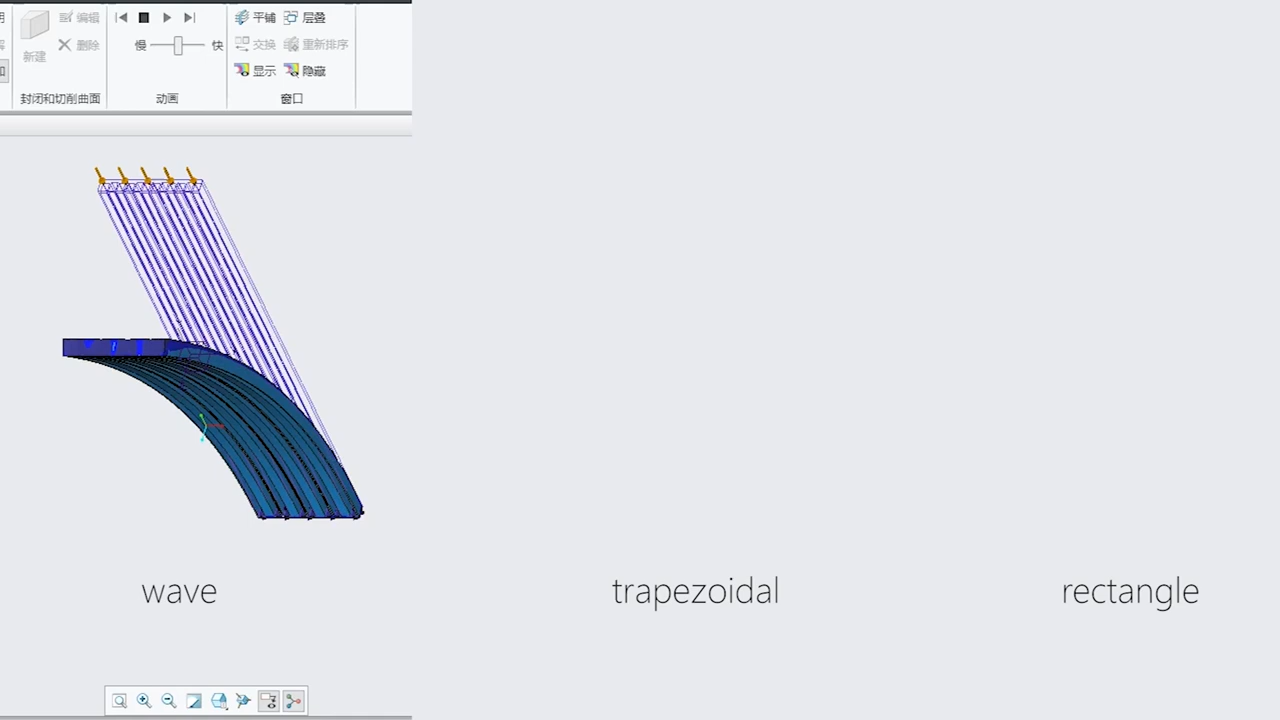 编辑
平铺
层叠
新建
删除
慢
快
交换
重新排序
显示
隐藏
封闭和切削曲面
动画
窗口
wave
trapezoidal
rectangle